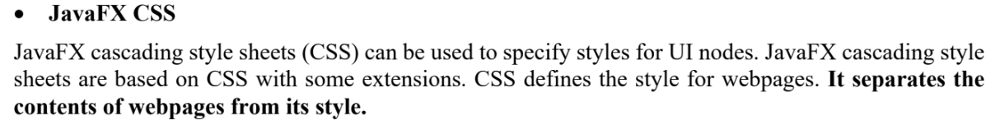 • JavaFX CSS
JavaFX cascading style sheets (CSS) can be used to specify styles for UI nodes. JavaFX cascading style
sheets are based on CSS with some extensions. CSS defines the style for webpages. It separates the
contents of webpages from its style.